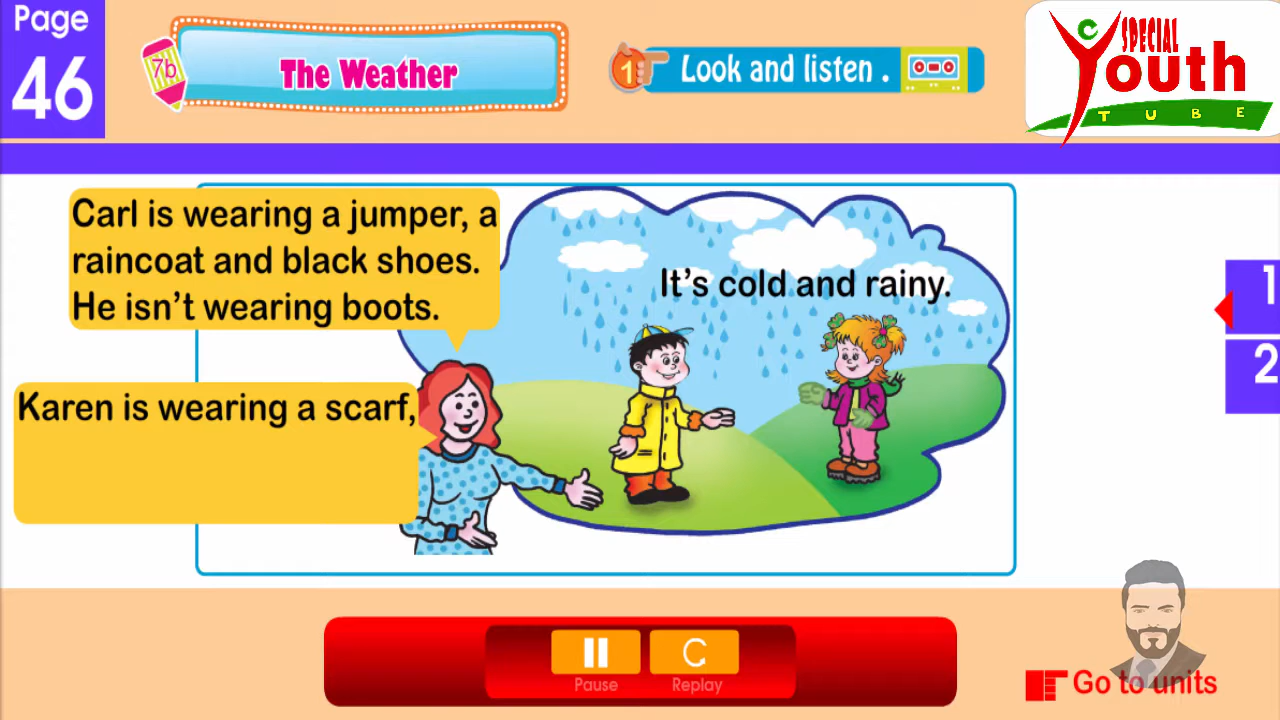 Page
46
7b
The Weather
1
Look and listen .
SPECIAL
Youth
C
TUBE
Carl is wearing a jumper, a
raincoat and black shoes.
He isn't wearing boots.
It's cold and rainy.
Karen is wearing a scarf,
1
2
Pause
Replay
Go to units